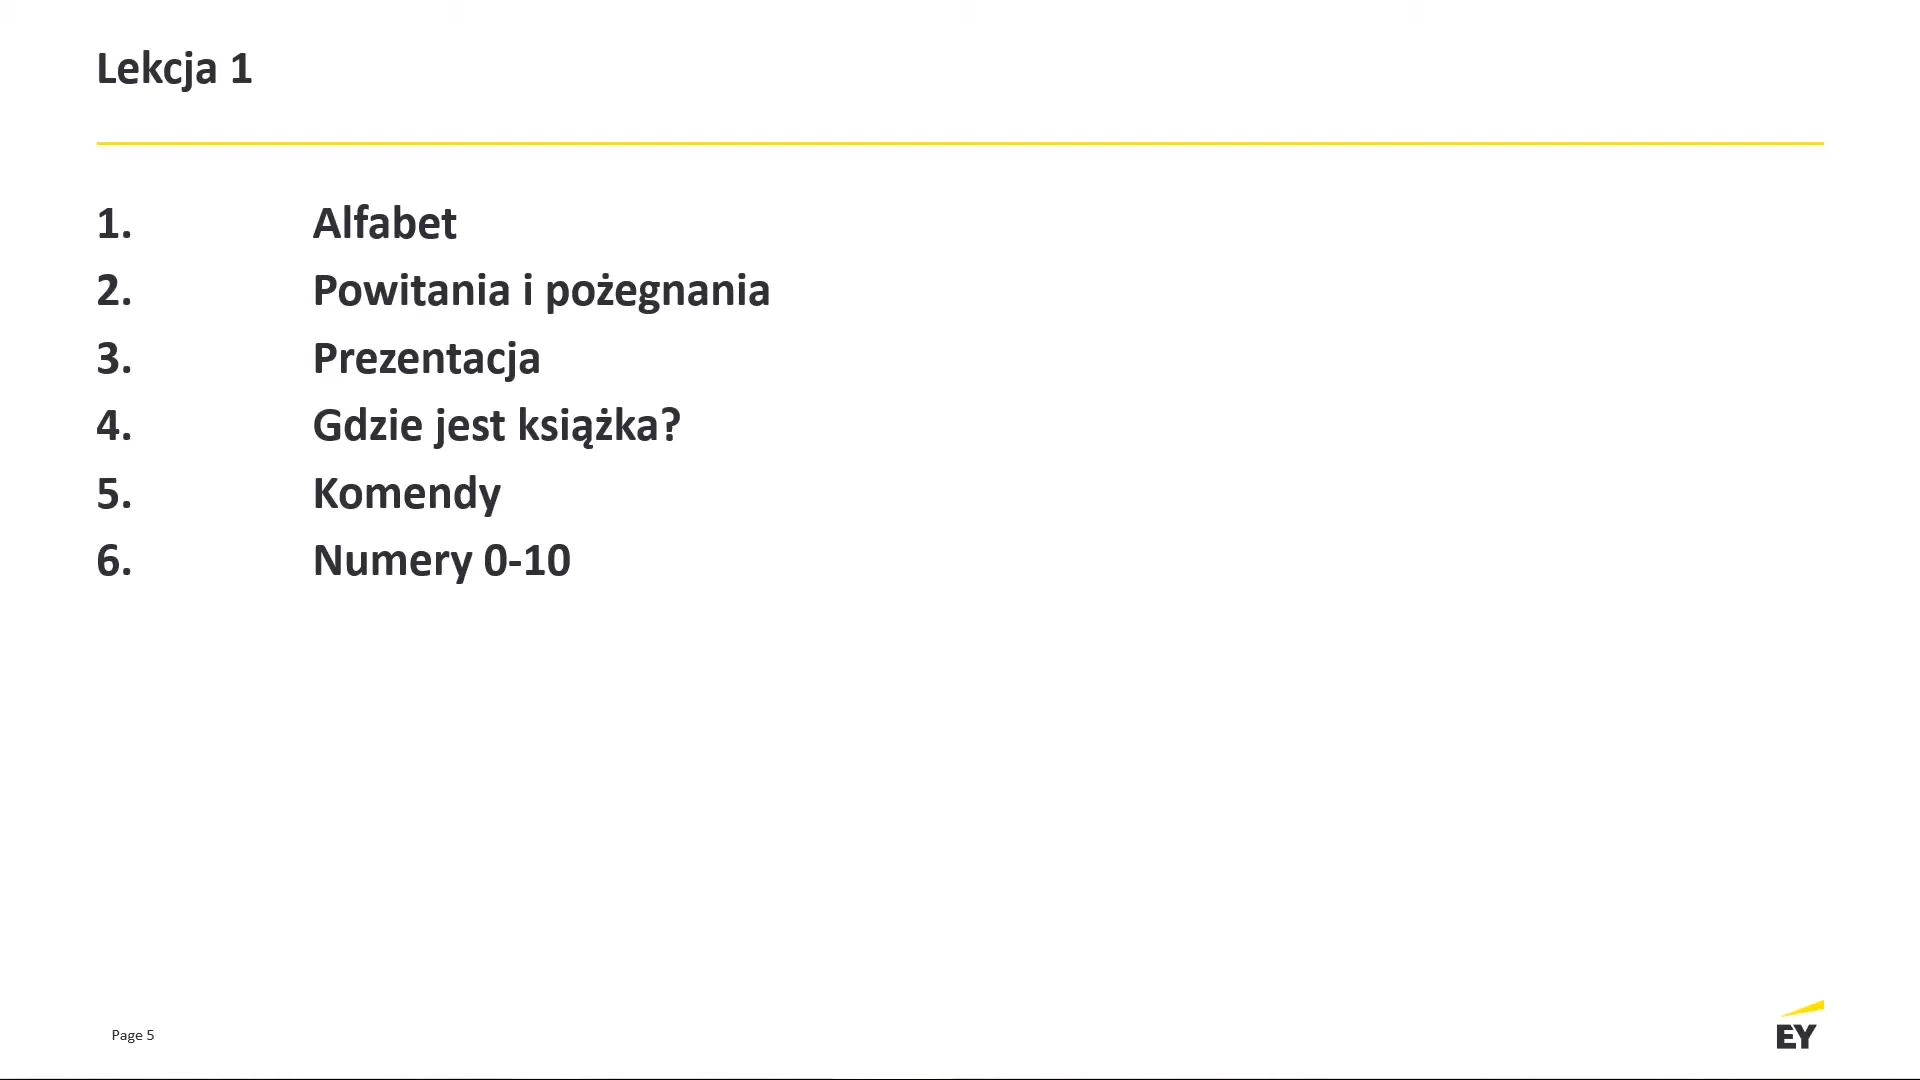 Lekcja 1
1. Alfabet
2. Powitania i pożegnania
3. Prezentacja
4. Gdzie jest książka?
5. Komendy
6. Numery 0-10
Page 5
EY